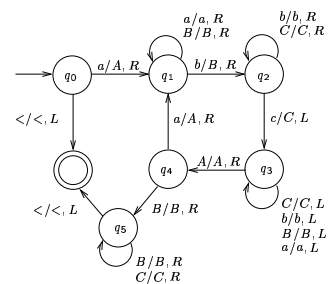 a/a, R
B/B, R
b/b, R
C/C, R
q0
a/A, R
q1
b/B, R
q2
</</, L
a/A, R
c/C, L
q4
A/A, R
q3
</</, L
B/B, R
q5
C/C, L
b/b, L
B/B, L
a/a, L
B/B, R
C/C, R